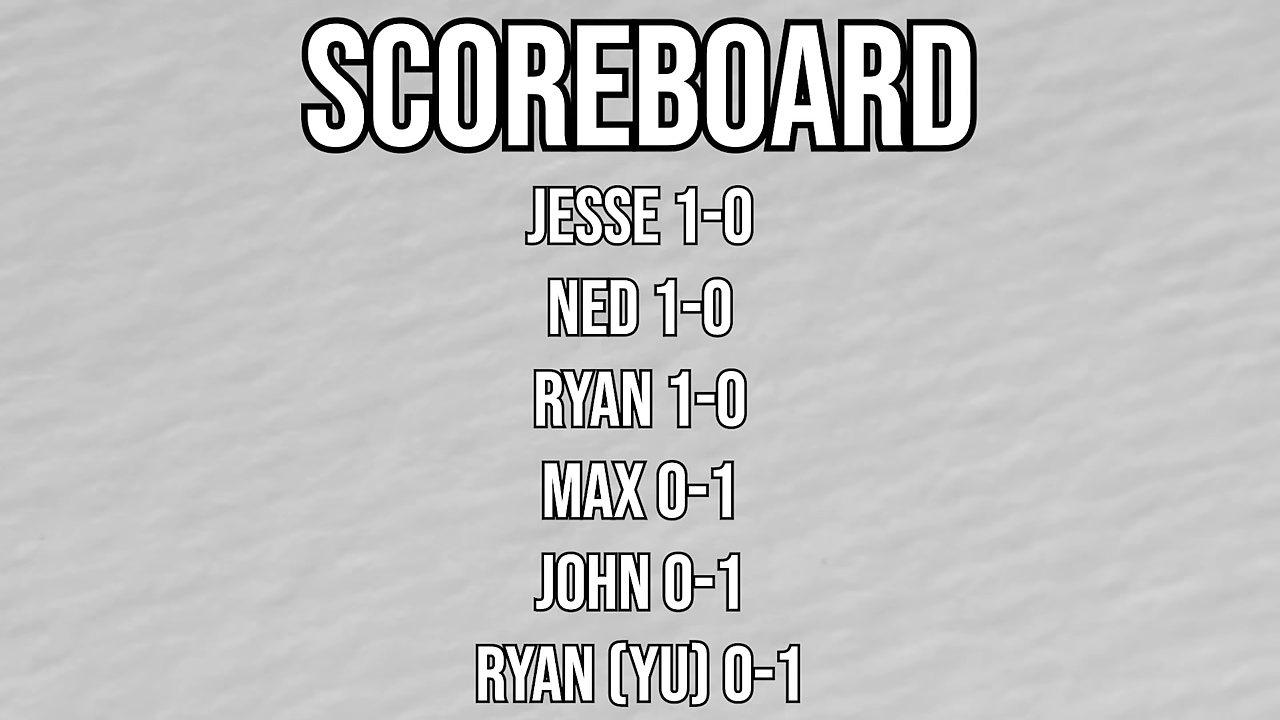 SCOREBOARD
JESSE 1-0
NED 1-0
RYAN 1-0
MAX 0-1
JOHN 0-1
RYAN (YU) 0-1